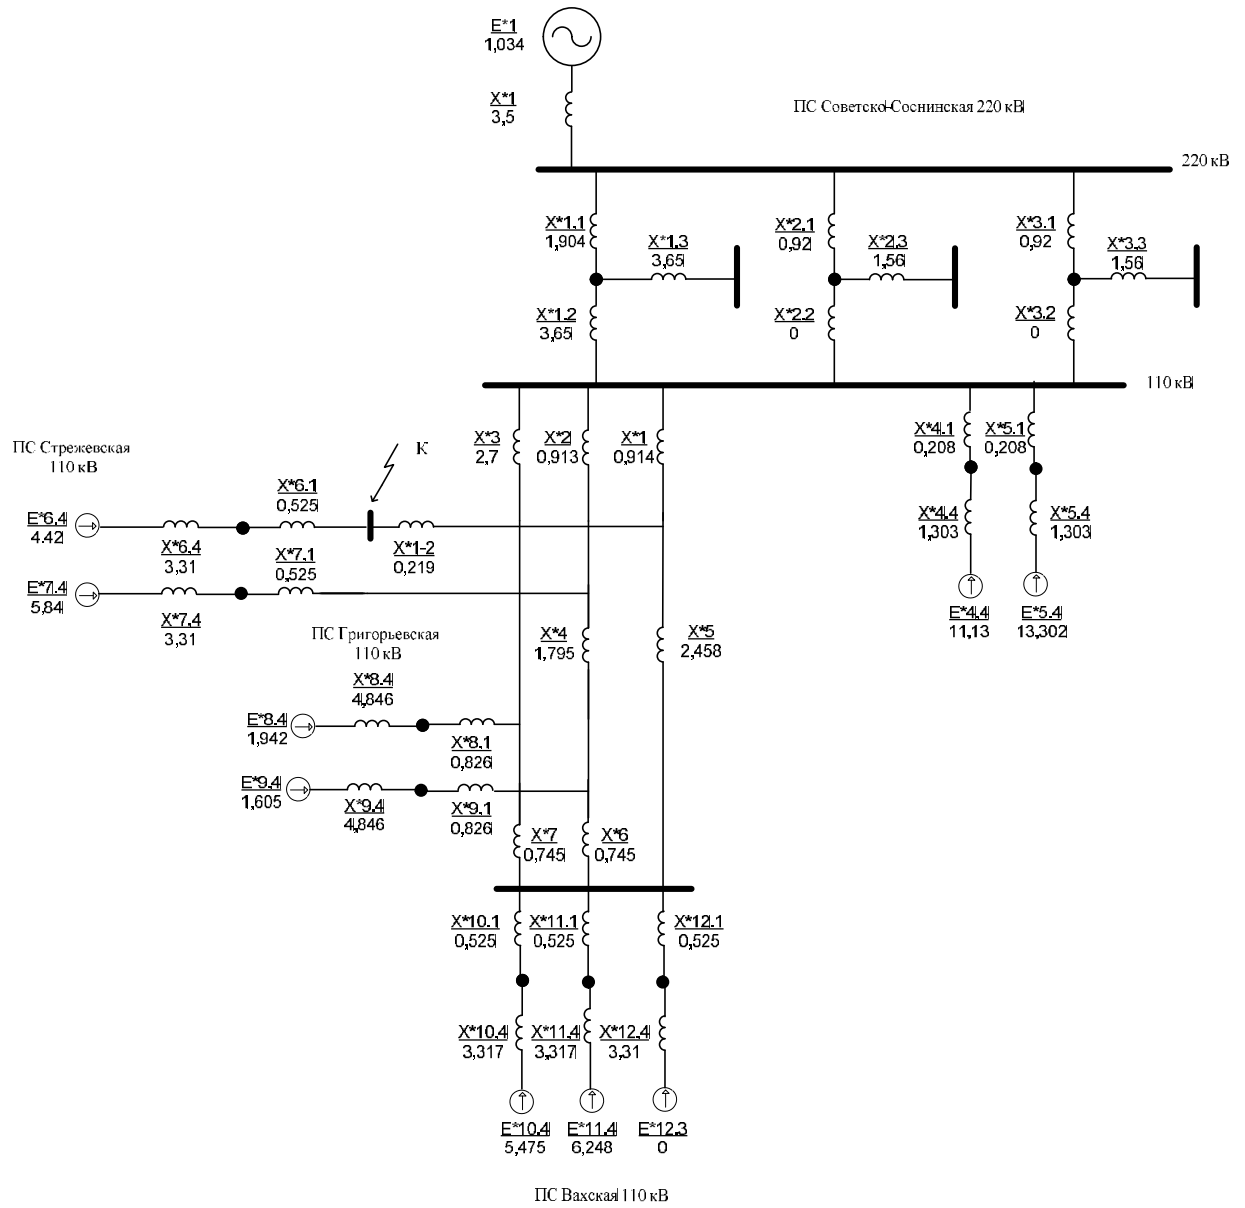 E*1
1,034
X*1
3,5
ПС Советско-Соснинская 220 кВ
220 кВ
X*1.1
1,904
X*1.3
3,65
X*2.1
0,92
X*2.3
1,56
X*3.1
0,92
X*3.3
1,56
X*1.2
3,65
X*2.2
0
X*3.2
0
110 кВ
X*3
2,7
X*2
0,913
X*1
0,914
X*4.1
0,208
X*5.1
0,208
ПС Стрежевская
110 кВ
К
X*6.1
0,525
E*6,4
4.42
X*6.4
3,31
X*1-2
0,219
X*4.4
1,303
X*5.4
1,303
X*7.1
0,525
E*7.4
5,84
X*7.4
3,31
E*4.4
11,13
E*5.4
13,302
ПС Григорьевская
110 кВ
X*4
1,795
X*5
2,458
X*8.4
4,846
E*8.4
1,942
X*8.1
0,826
E*9.4
1,605
X*9.4
4,846
X*9.1
0,826
X*7
0,745
X*6
0,745
X*10.1
0,525
X*11.1
0,525
X*12.1
0,525
X*10.4
3,317
X*11.4
3,317
X*12.4
3,31
E*10.4
5,475
E*11.4
6,248
E*12.3
0
ПС Вахская 110 кВ